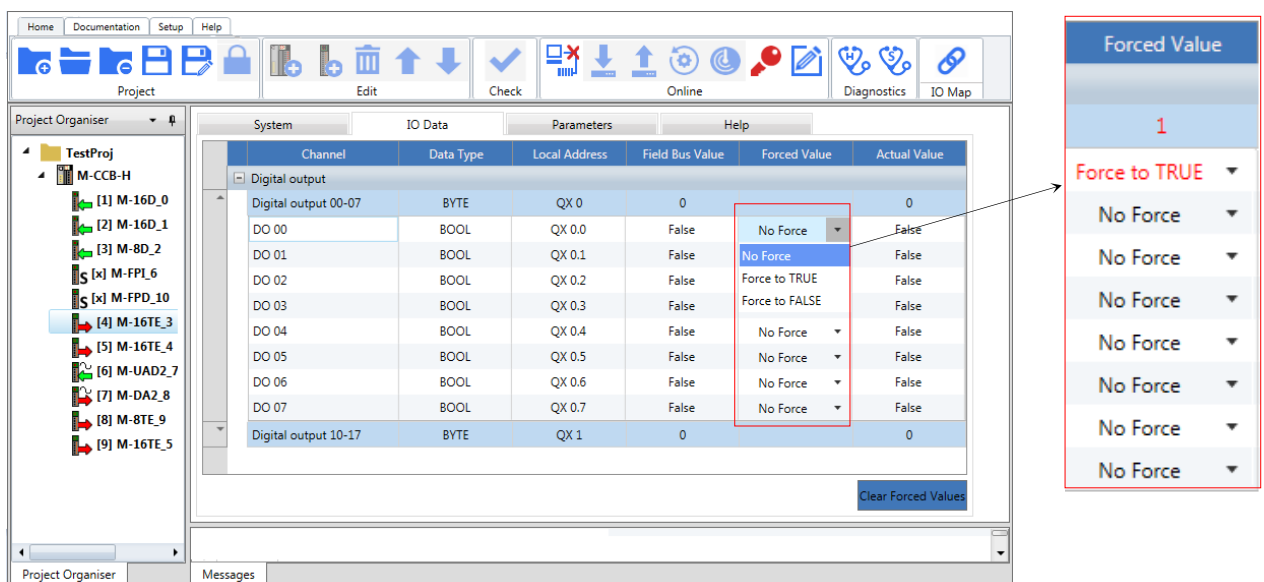 Home Documentation Setup Help
Project Edit Check Online Diagnostics IO Map
Project Organiser
TestProj
M-CCB-H
[1] M-16D_0
[2] M-16D_1
[3] M-8D_2
S [x] M-FPI_6
S [x] M-FPD_10
[4] M-16TE_3
[5] M-16TE_4
[6] M-UAD2_7
[7] M-DA2_8
[8] M-8TE_9
[9] M-16TE_5
Project Organiser
System IO Data Parameters Help
Channel Data Type Local Address Field Bus Value Forced Value Actual Value
Digital output
Digital output 00-07 BYTE QX 0 0 0
DO 00 BOOL QX 0.0 False No Force False
DO 01 BOOL QX 0.1 False No Force False
DO 02 BOOL QX 0.2 False Force to TRUE False
DO 03 BOOL QX 0.3 False Force to FALSE False
DO 04 BOOL QX 0.4 False No Force False
DO 05 BOOL QX 0.5 False No Force False
DO 06 BOOL QX 0.6 False No Force False
DO 07 BOOL QX 0.7 False No Force False
Digital output 10-17 BYTE QX 1 0 0
Clear Forced Values
Messages
Forced Value
1
Force to TRUE
No Force
No Force
No Force
No Force
No Force
No Force
No Force